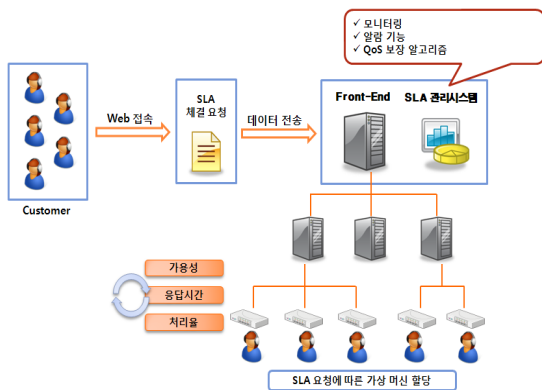 ✓ 모니터링
✓ 알람 기능
✓ QoS 보장 알고리즘
Front-End
SLA 관리시스템
SLA
체결 요청
Web 접속
데이터 전송
Customer
가용성
응답시간
처리율
SLA 요청에 따른 가상 머신 할당